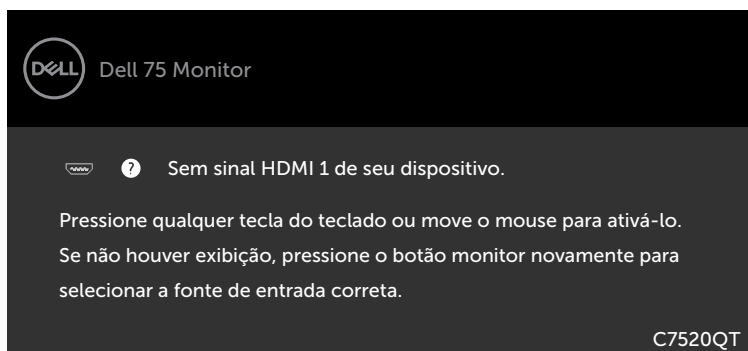 DELL Dell 75 Monitor
? Sem sinal HDMI 1 de seu dispositivo.
Pressione qualquer tecla do teclado ou move o mouse para ativá-lo.
Se não houver exibição, pressione o botão monitor novamente para
selecionar a fonte de entrada correta.
C7520QT